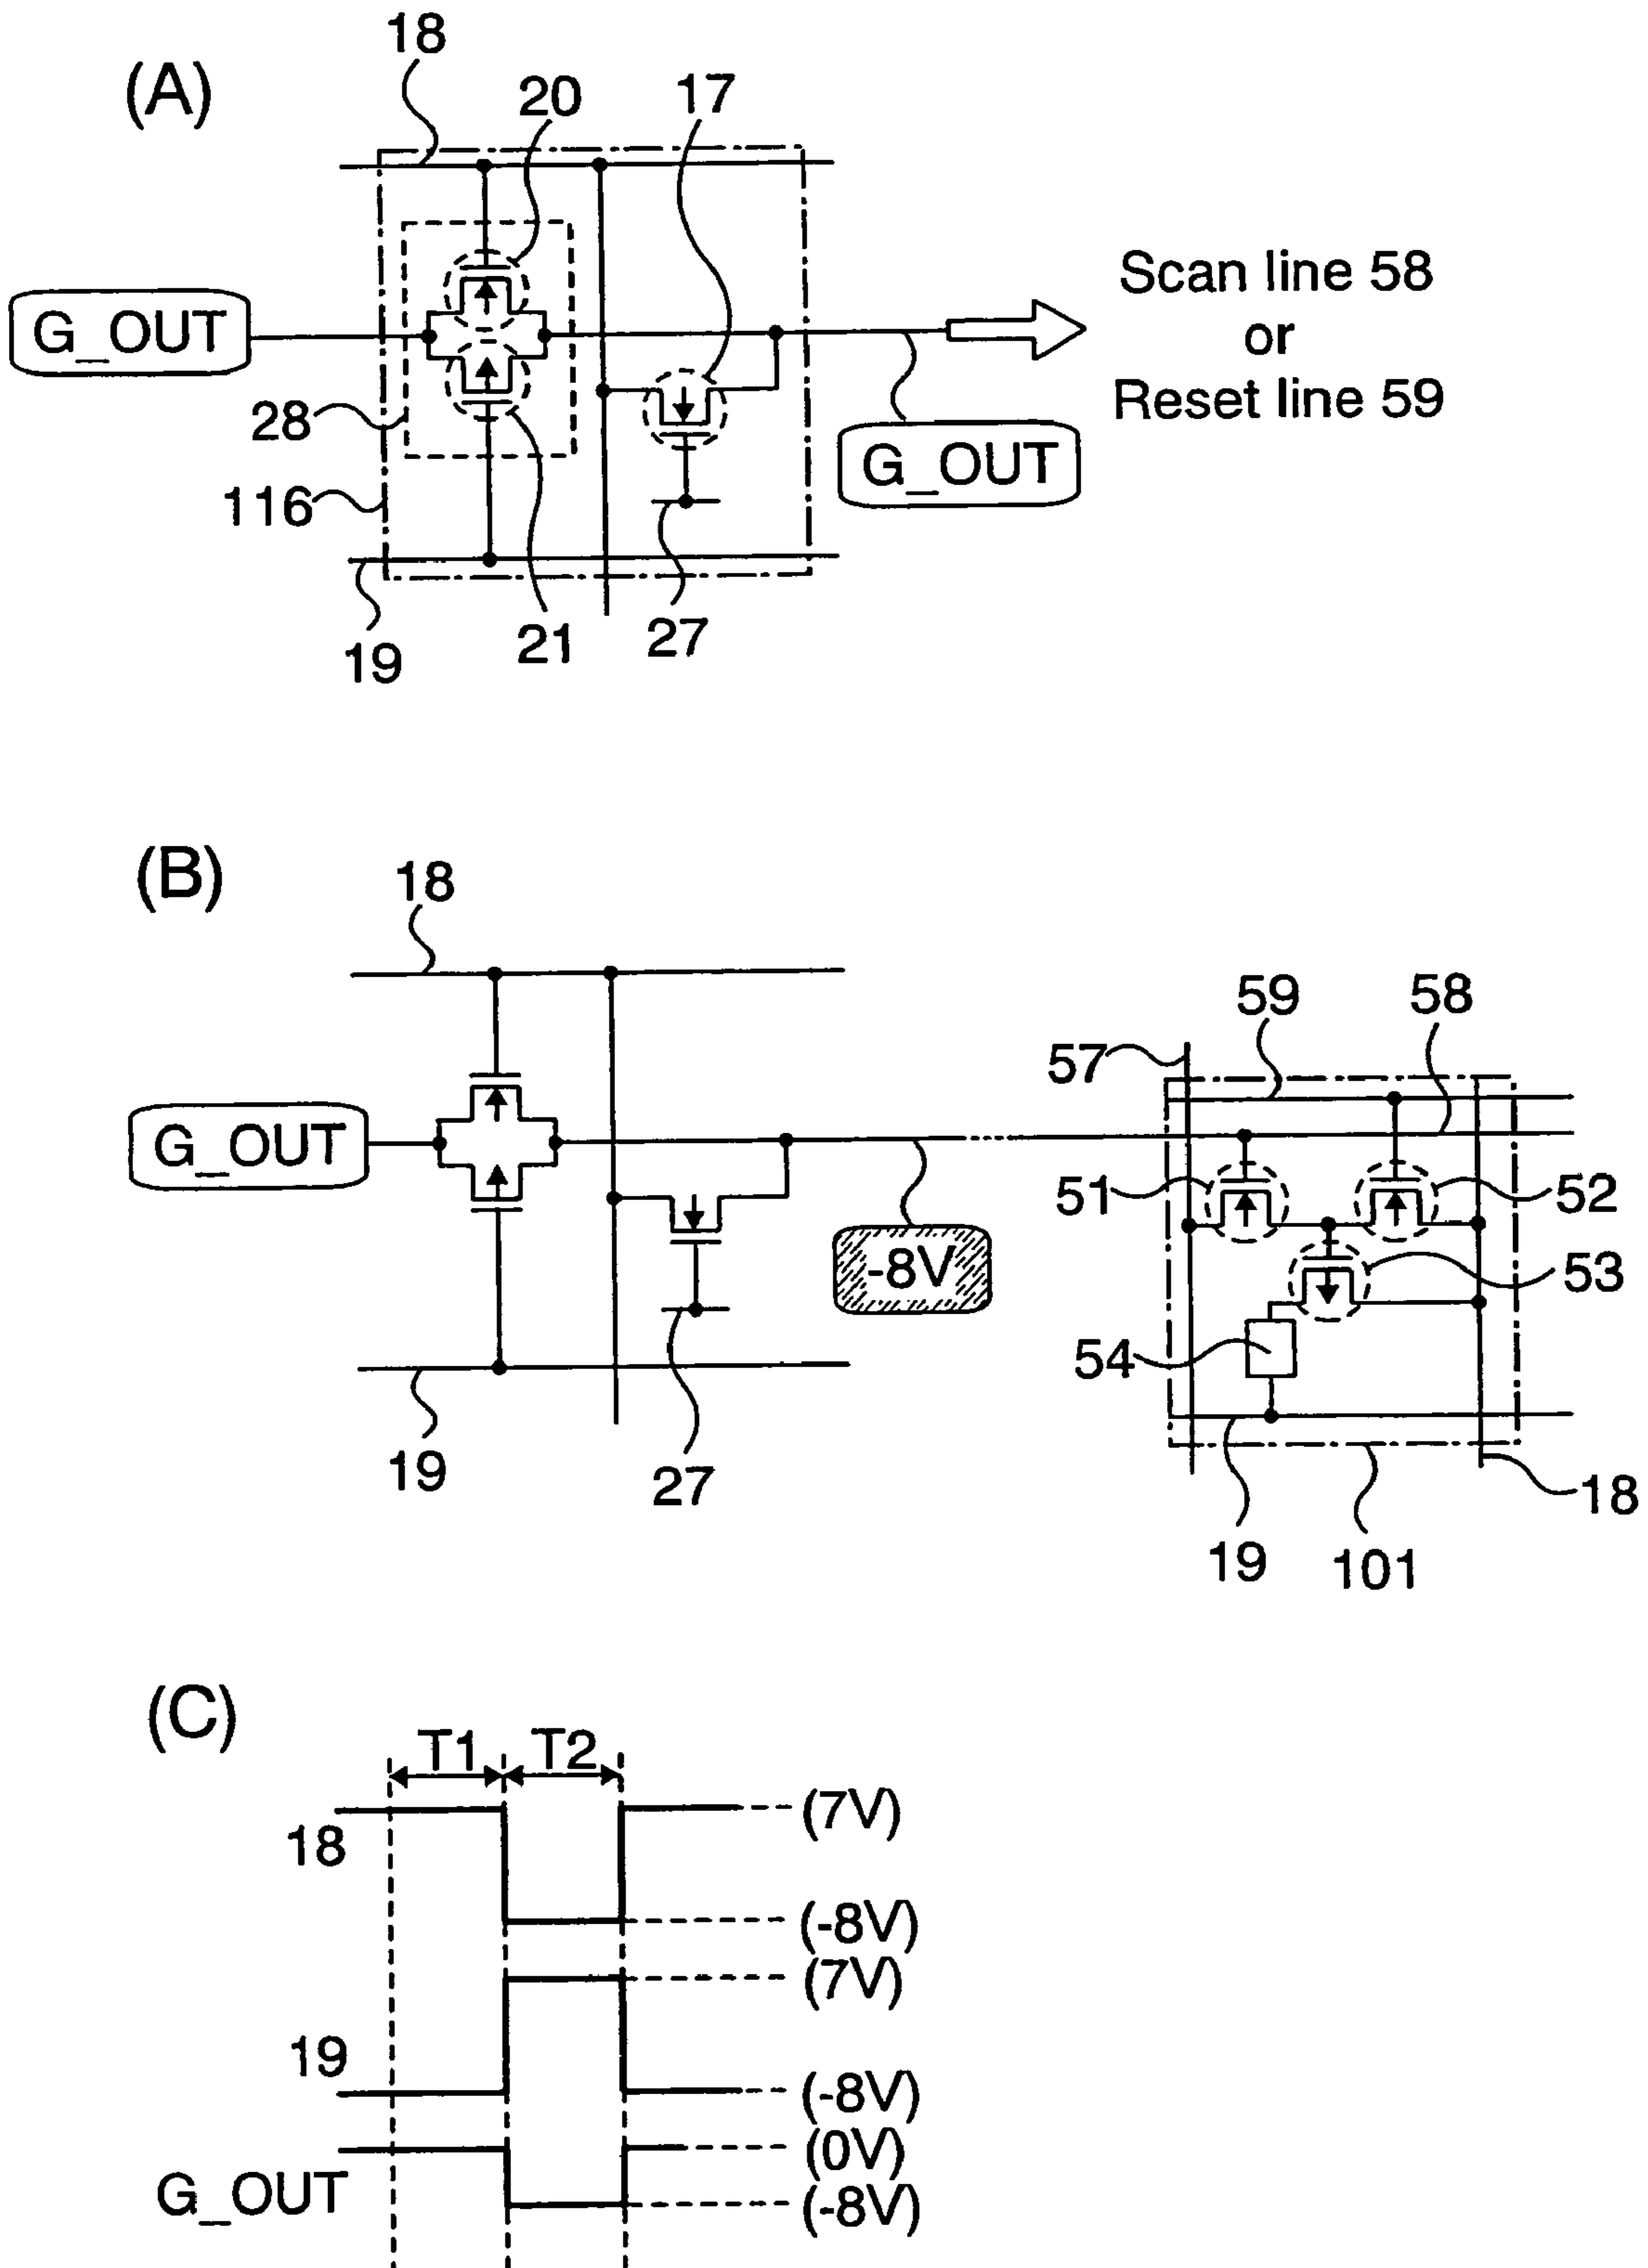 (A)
18
20
17
G_OUT
Scan line 58
or
Reset line 59
28
G_OUT
116
19
21
27
(B)
18
59
58
57
G_OUT
51
52
-8V
53
54
19
27
18
19
101
(C)
T1
T2
18
(7V)
(-8V)
(7V)
19
(-8V)
(0V)
G_OUT
(-8V)